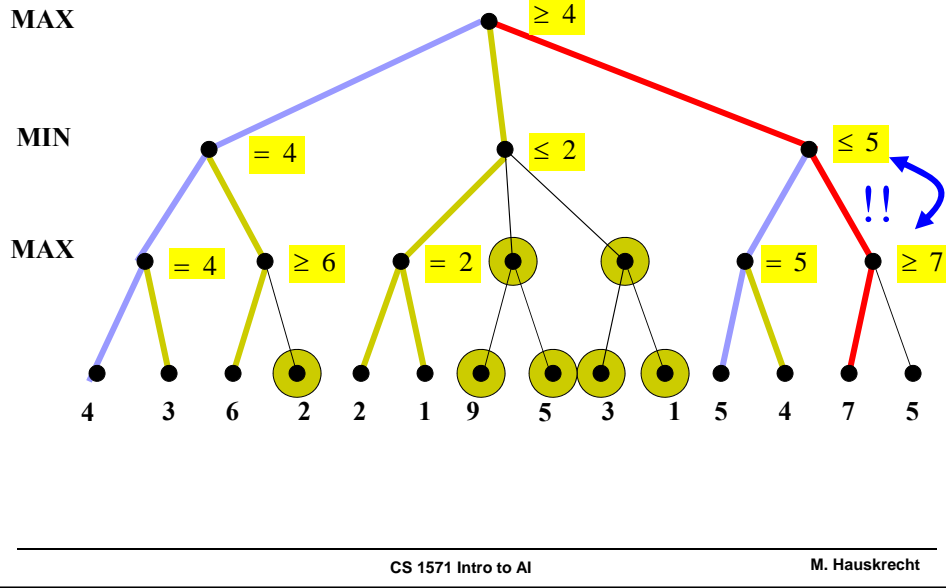 MAX ≥ 4
MIN = 4 ≤ 2 ≤ 5
!!
MAX = 4 ≥ 6 = 2 = 5 ≥ 7
4 3 6 2 2 1 9 5 3 1 5 4 7 5
CS 1571 Intro to AI M. Hauskrecht